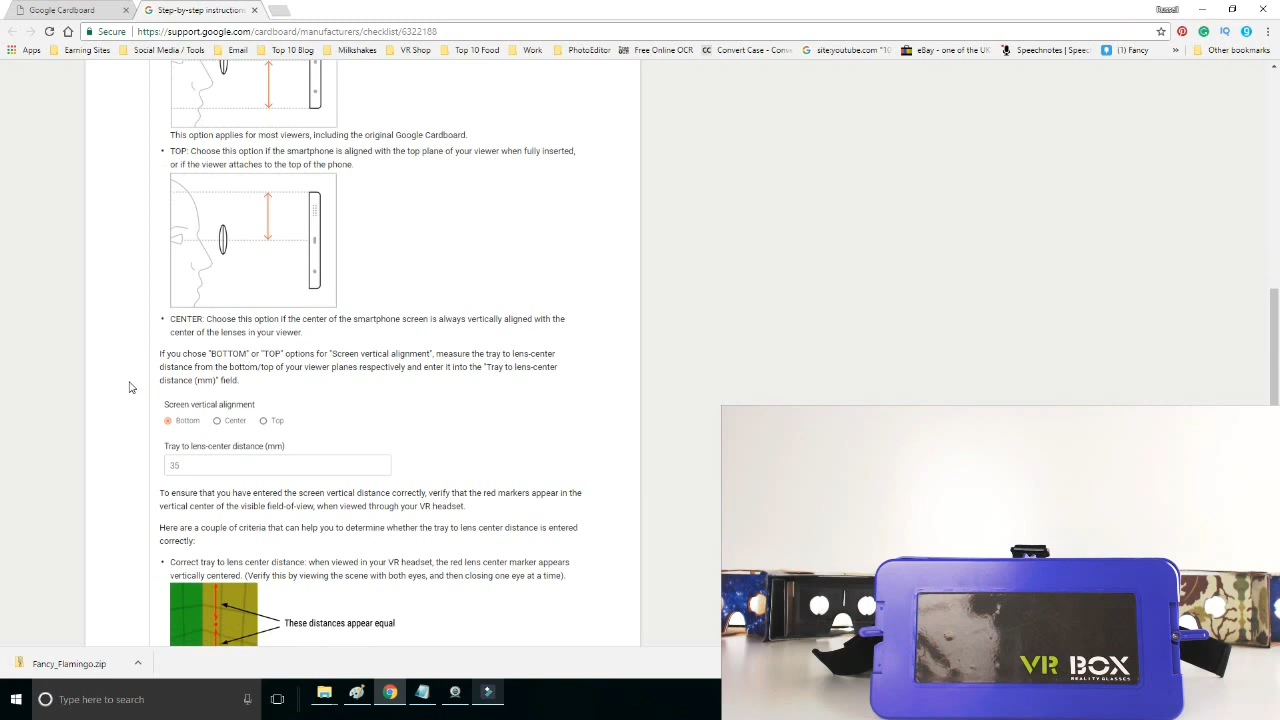 Google Cardboard
Step-by-step instructions
Russell
Secure
https://support.google.com/cardboard/manufacturers/checklist/6322188
Apps
Earning Sites
Social Media / Tools
Email
Top 10 Blog
Milkshakes
VR Shop
Top 10 Food
Work
PhotoEditor
Free Online OCR
CC Convert Case - Conv
site:youtube.com "10
eBay - one of the UK
Speechnotes | Speec
(1) Fancy
»
Other bookmarks
This option applies for most viewers, including the original Google Cardboard.
• TOP: Choose this option if the smartphone is aligned with the top plane of your viewer when fully inserted,
or if the viewer attaches to the top of the phone.
• CENTER: Choose this option if the center of the smartphone screen is always vertically aligned with the
center of the lenses in your viewer.
If you chose "BOTTOM" or "TOP" options for "Screen vertical alignment", measure the tray to lens-center
distance from the bottom/top of your viewer planes respectively and enter it into the "Tray to lens-center
distance (mm)" field.
Screen vertical alignment
Bottom Center Top
Tray to lens-center distance (mm)
35
To ensure that you have entered the screen vertical distance correctly, verify that the red markers appear in the
vertical center of the visible field-of-view, when viewed through your VR headset.
Here are a couple of criteria that can help you to determine whether the tray to lens center distance is entered
correctly:
• Correct tray to lens center distance: when viewed in your VR headset, the red lens center marker appears
vertically centered. (Verify this by viewing the scene with both eyes, and then closing one eye at a time).
These distances appear equal
Fancy_Flamingo.zip
Type here to search
VR BOX
REALITY GLASSES